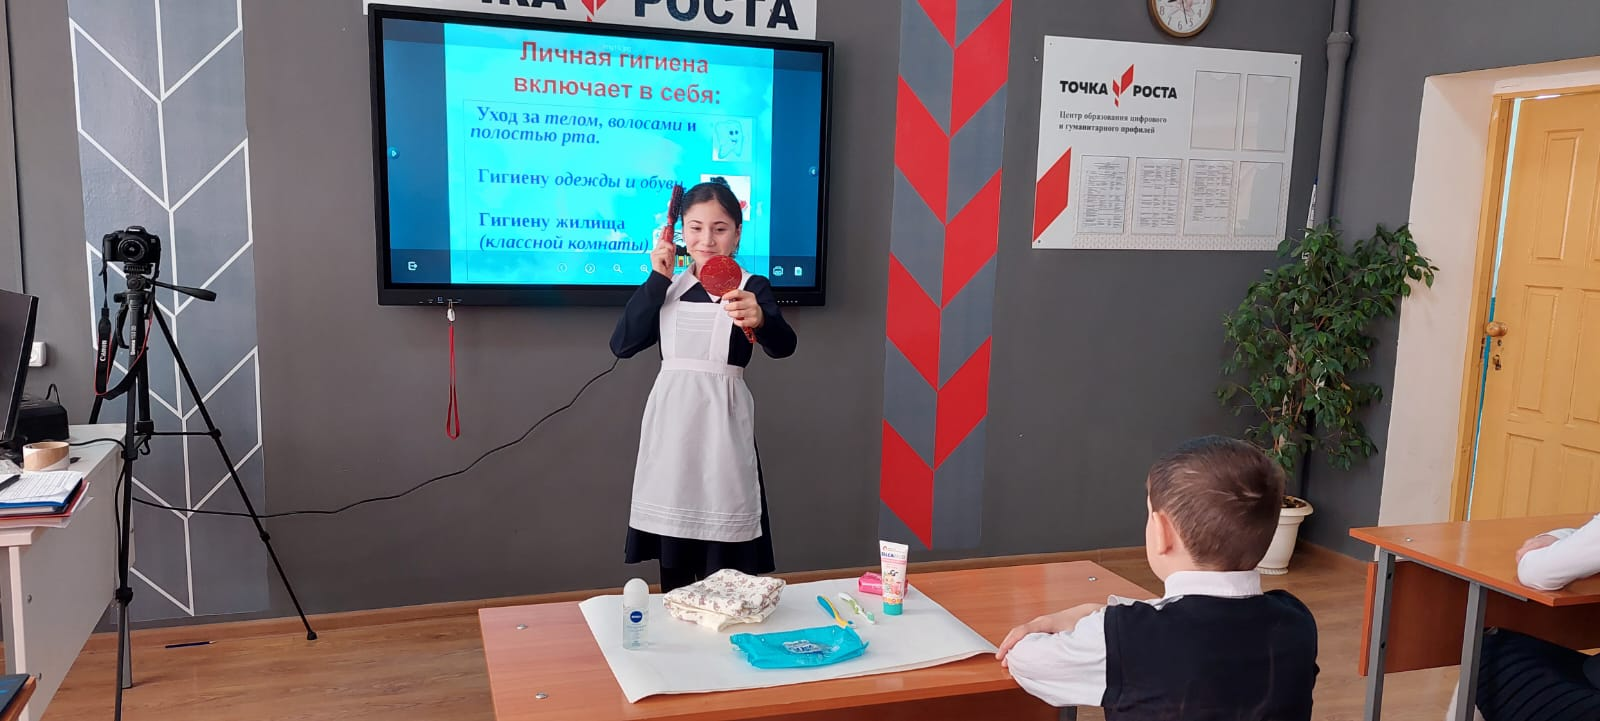 ТОЧКА РОСТА
Личная гигиена
включает в себя:
Уход за телом, волосами и
полостью рта.
Гигиену одежды и обуви.
Гигиену жилища
(классной комнаты)
ТОЧКА РОСТА
Центр образования цифрового
и гуманитарного профилей
Canon
NIVEA